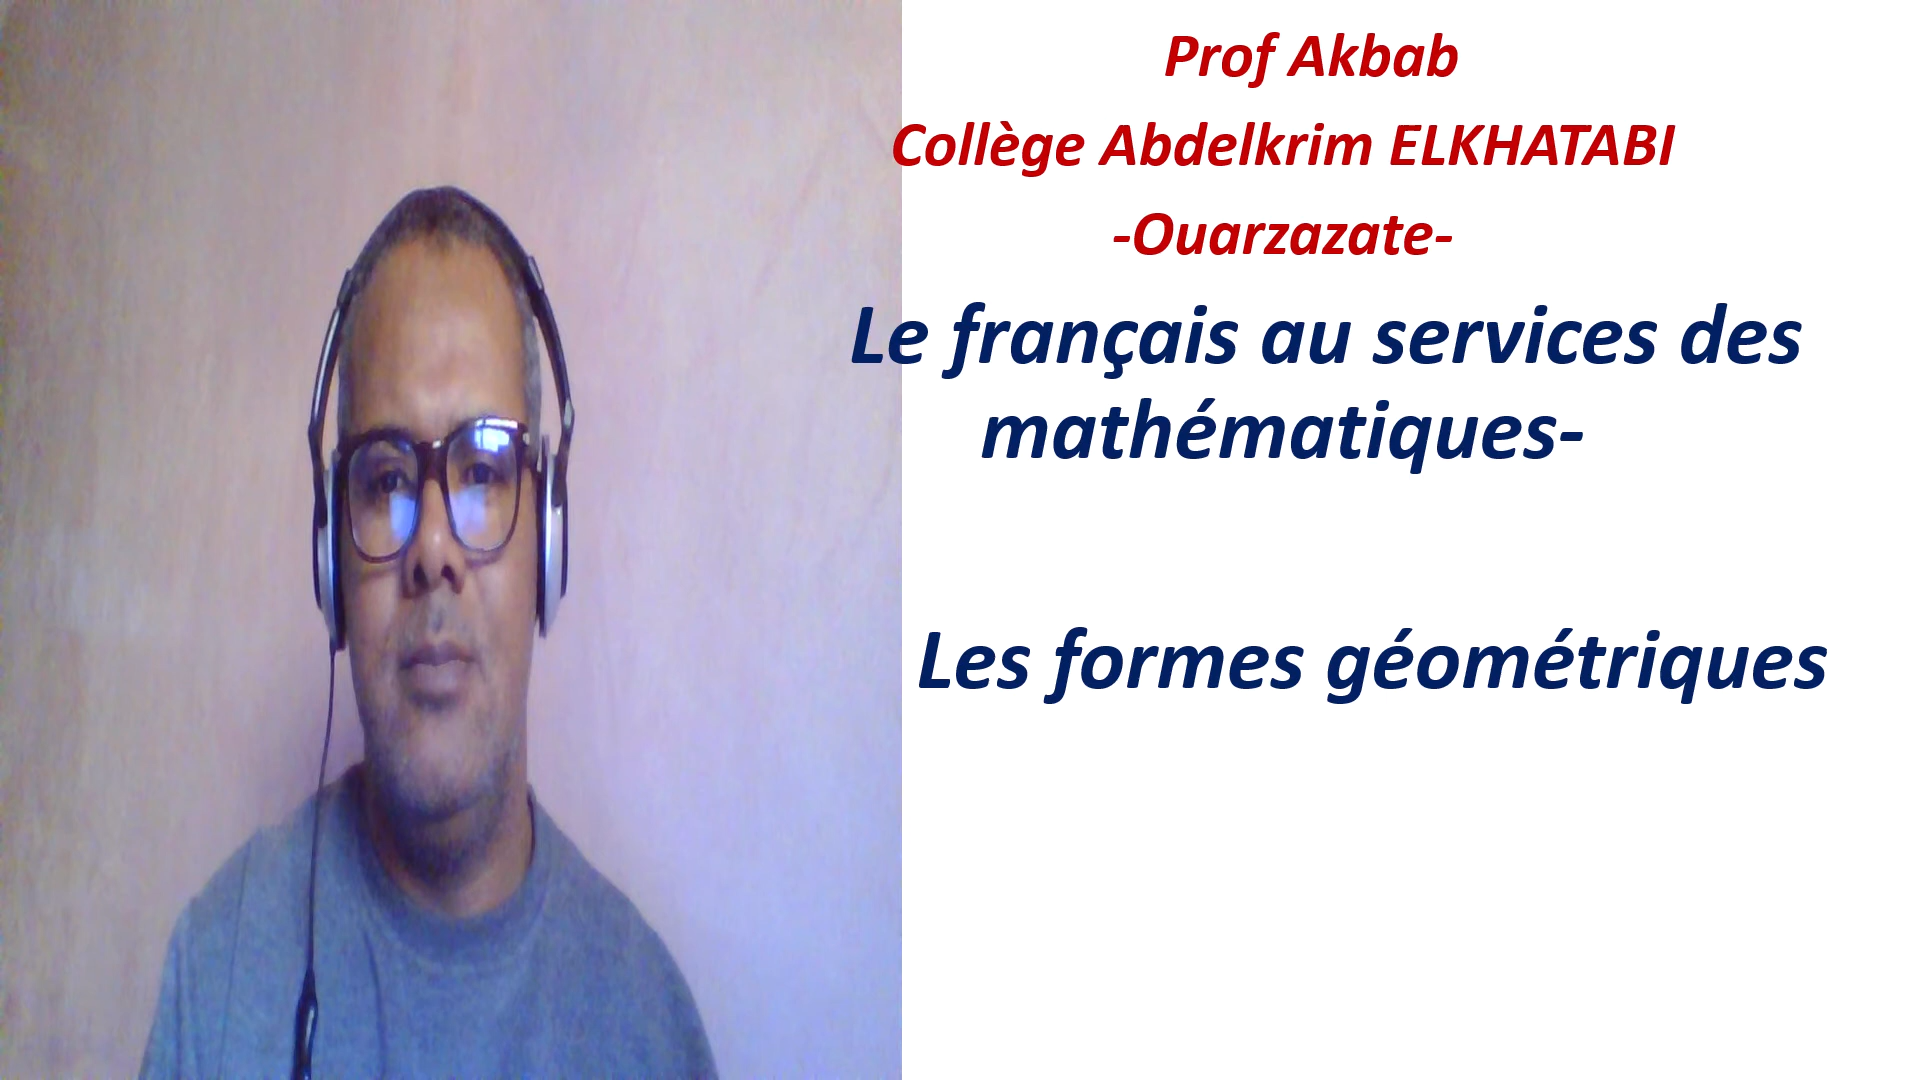 Prof Akbab
Collège Abdelkrim ELKHATABI
-Ouarzazate-
Le français au services des
mathématiques-
Les formes géométriques